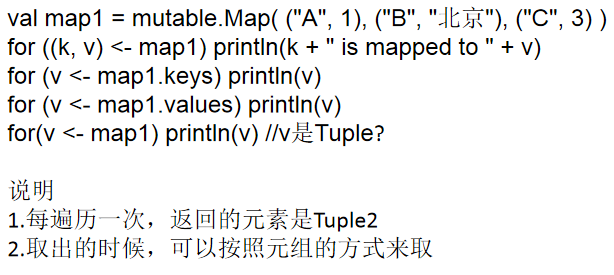 val map1 = mutable.Map( ("A", 1), ("B", "北京"), ("C", 3) )
for ((k, v) <- map1) println(k + " is mapped to " + v)
for (v <- map1.keys) println(v)
for (v <- map1.values) println(v)
for(v <- map1) println(v) //v是Tuple?
说明
1.每遍历一次，返回的元素是Tuple2
2.取出的时候，可以按照元组的方式来取